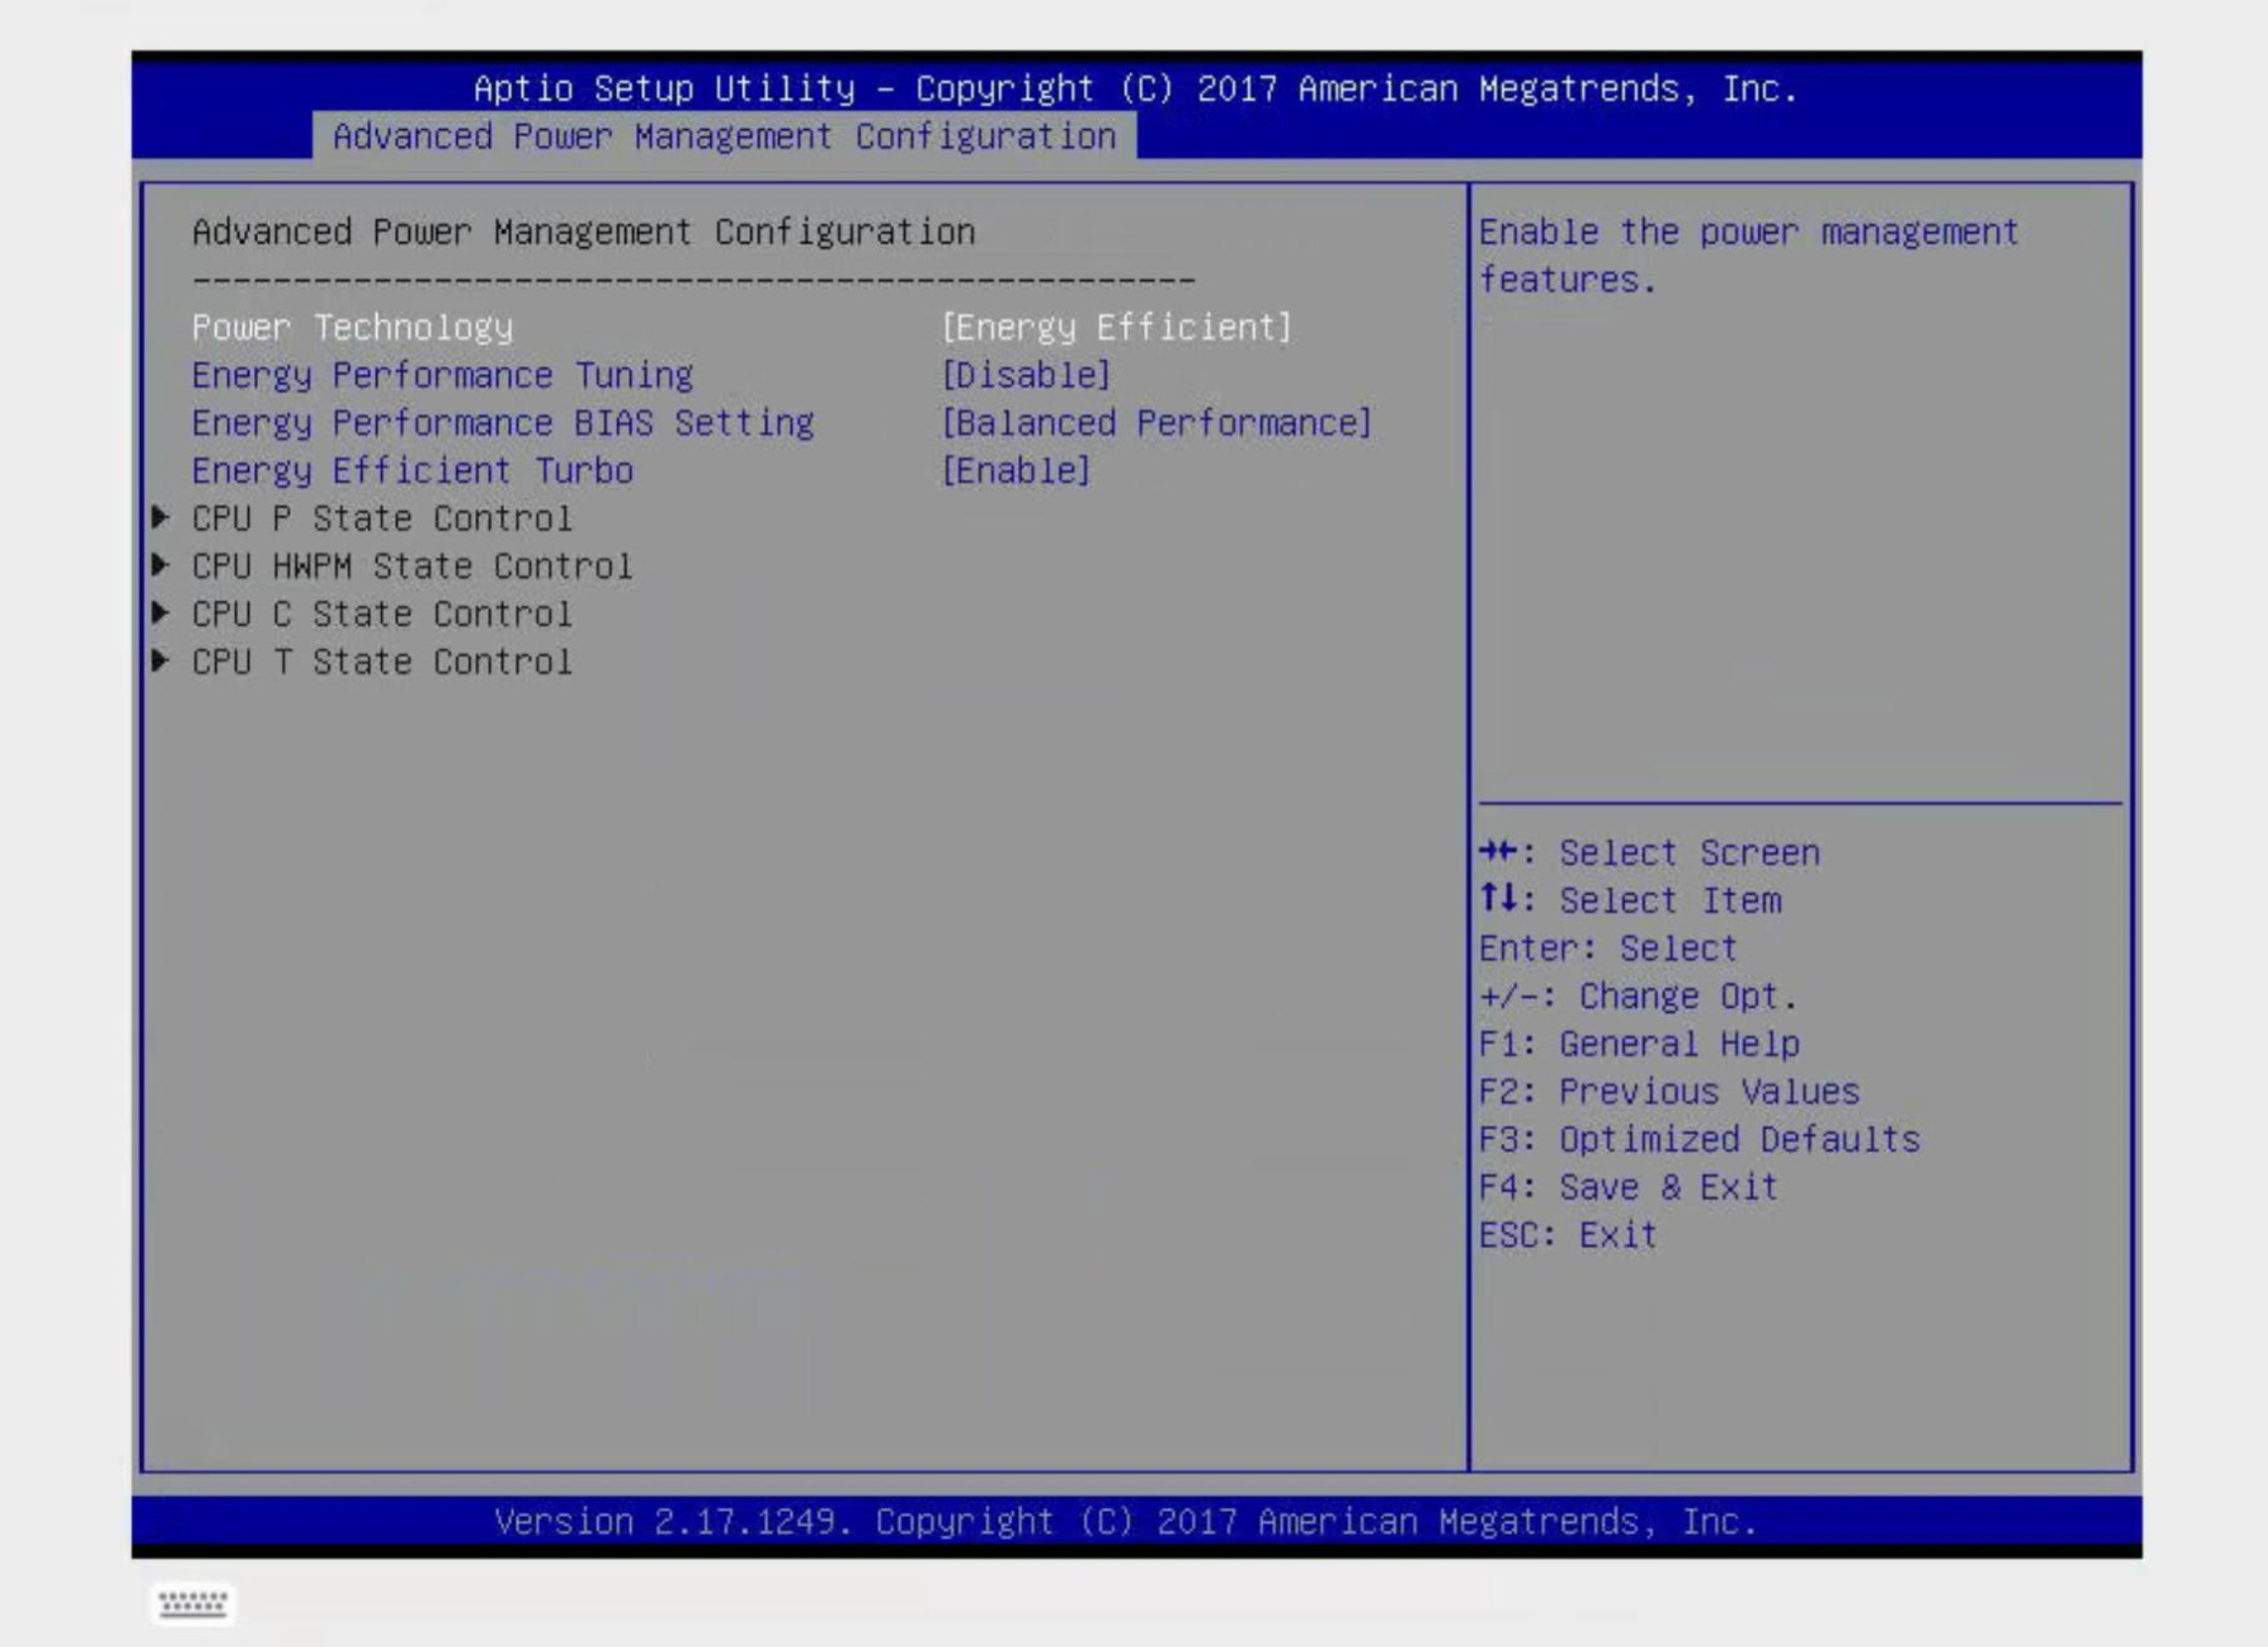 Aptio Setup Utility – Copyright (C) 2017 American Megatrends, Inc.
Advanced Power Management Configuration
Advanced Power Management Configuration
--------------------------------------------------
Power Technology [Energy Efficient]
Energy Performance Tuning [Disable]
Energy Performance BIAS Setting [Balanced Performance]
Energy Efficient Turbo [Enable]
CPU P State Control
CPU HWPM State Control
CPU C State Control
CPU T State Control
Enable the power management
features.
→←: Select Screen
↑↓: Select Item
Enter: Select
+/-: Change Opt.
F1: General Help
F2: Previous Values
F3: Optimized Defaults
F4: Save & Exit
ESC: Exit
Version 2.17.1249. Copyright (C) 2017 American Megatrends, Inc.